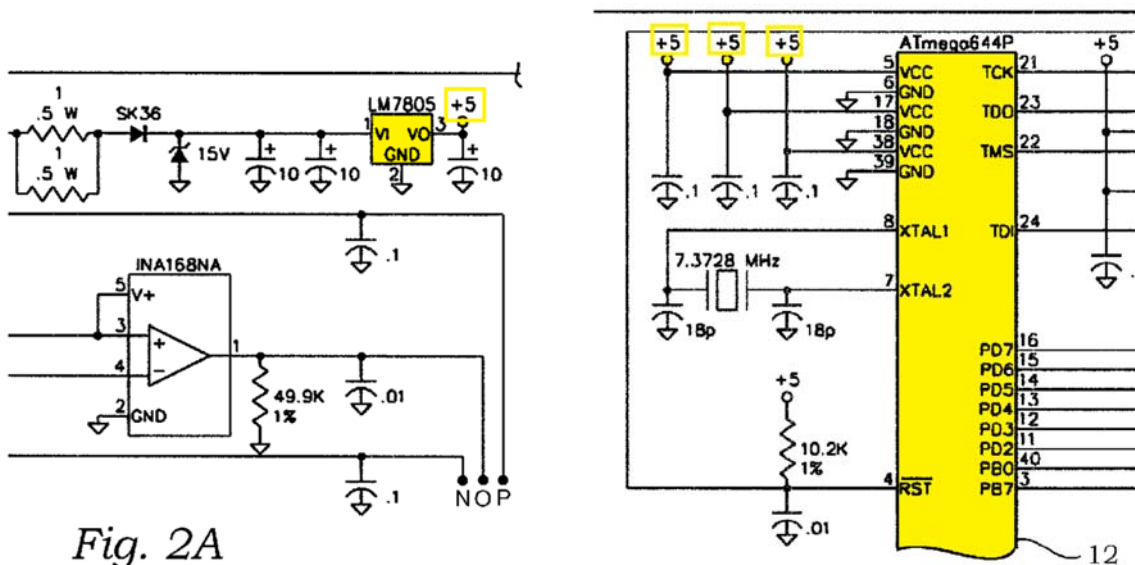 1
.5 W
1
.5 W
SK36
15V
+
10
+
10
LM7805
1
VI
VO
3
GND
2
+5
+
10
.1
INA168NA
5
V+
3
+
4
−
1
2
GND
49.9K
1%
.01
.1
N O P
Fig. 2A
+5
+5
+5
ATmega644P
+5
5
VCC
TCK
21
6
GND
17
VCC
TDO
23
18
GND
38
VCC
TMS
22
39
GND
.1
.1
.1
8
XTAL1
TDI
24
7.3728 MHz
7
XTAL2
18p
18p
PD7
16
PD6
15
PD5
14
PD4
13
PD3
12
PD2
11
PB0
40
PB7
3
+5
10.2K
1%
4
RST
.01
12